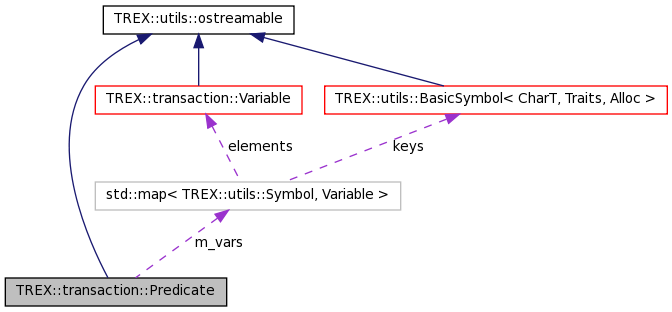 TREX::utils::ostreamable
TREX::transaction::Variable
TREX::utils::BasicSymbol< CharT, Traits, Alloc >
elements
keys
std::map< TREX::utils::Symbol, Variable >
m_vars
TREX::transaction::Predicate